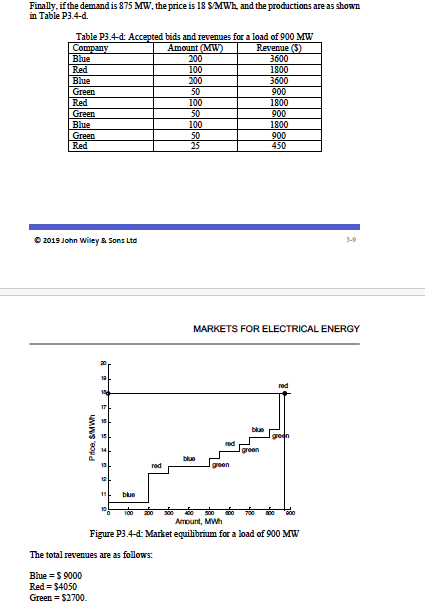 Finally, if the demand is 875 MW, the price is 18 $/MWh, and the productions are as shown
in Table P3.4-d.
Table P3.4-d: Accepted bids and revenues for a load of 900 MW
Company Amount (MW) Revenue ($)
Blue 200 3600
Red 100 1800
Blue 200 3600
Green 50 900
Red 100 1800
Green 50 900
Blue 100 1800
Green 50 900
Red 25 450
© 2019 John Wiley & Sons Ltd 3-9
MARKETS FOR ELECTRICAL ENERGY
20
19
18
17
16
15
14
13
12
11
10
Price, $/MWh
red
blue
green
red
green
blue
green
red
blue
0 100 200 300 400 500 600 700 800 900
Amount, MWh
Figure P3.4-d: Market equilibrium for a load of 900 MW
The total revenues are as follows:
Blue = $ 9000
Red = $4050
Green = $2700.